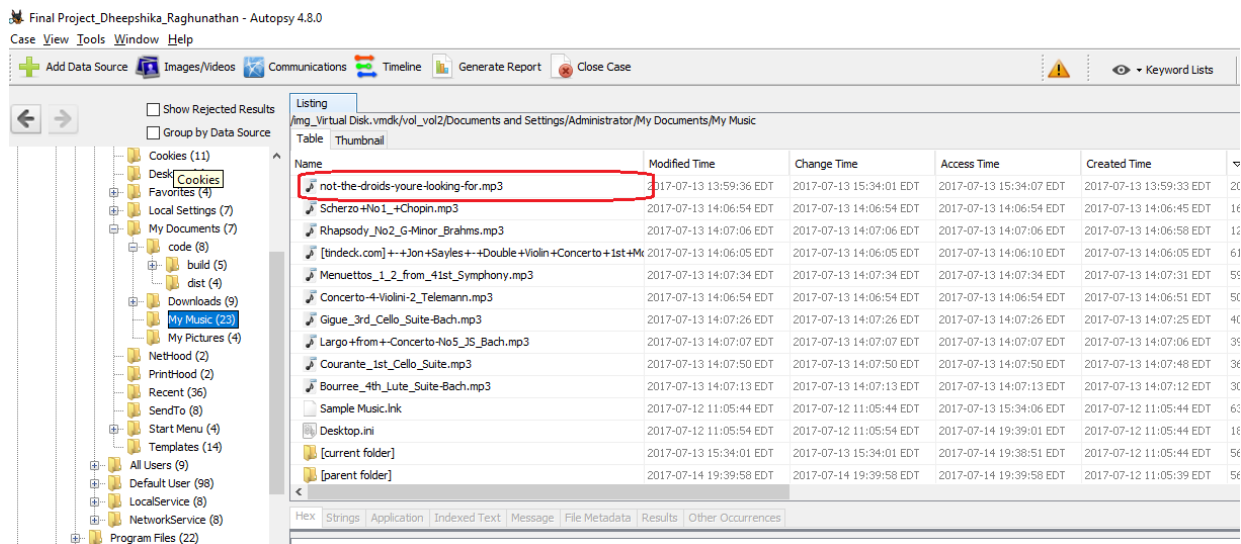 Final Project_Dheepshika_Raghunathan - Autopsy 4.8.0
Case View Tools Window Help
Add Data Source Images/Videos Communications Timeline Generate Report Close Case Keyword Lists
Show Rejected Results
Group by Data Source
Cookies (11)
Desk
Cookies
Favorites (4)
Local Settings (7)
My Documents (7)
code (8)
build (5)
dist (4)
Downloads (9)
My Music (23)
My Pictures (4)
NetHood (2)
PrintHood (2)
Recent (36)
SendTo (8)
Start Menu (4)
Templates (14)
All Users (9)
Default User (98)
LocalService (8)
NetworkService (8)
Program Files (22)
Listing
/img_Virtual Disk.vmdk/vol_vol2/Documents and Settings/Administrator/My Documents/My Music
Table Thumbnail
Name Modified Time Change Time Access Time Created Time
not-the-droids-youre-looking-for.mp3 2017-07-13 13:59:36 EDT 2017-07-13 15:34:01 EDT 2017-07-13 15:34:07 EDT 2017-07-13 13:59:33 EDT 20
Scherzo+No1_+Chopin.mp3 2017-07-13 14:06:54 EDT 2017-07-13 14:06:54 EDT 2017-07-13 14:06:54 EDT 2017-07-13 14:06:45 EDT 16
Rhapsody_No2_G-Minor_Brahms.mp3 2017-07-13 14:07:06 EDT 2017-07-13 14:07:06 EDT 2017-07-13 14:07:06 EDT 2017-07-13 14:06:58 EDT 12
[tindeck.com]+-+Jon+Sayles+-+Double+Violin+Concerto+1st+Mo 2017-07-13 14:06:05 EDT 2017-07-13 14:06:05 EDT 2017-07-13 14:06:10 EDT 2017-07-13 14:06:05 EDT 61
Menuettos_1_2_from_41st_Symphony.mp3 2017-07-13 14:07:34 EDT 2017-07-13 14:07:34 EDT 2017-07-13 14:07:34 EDT 2017-07-13 14:07:31 EDT 59
Concerto-4-Violini-2_Telemann.mp3 2017-07-13 14:06:54 EDT 2017-07-13 14:06:54 EDT 2017-07-13 14:06:54 EDT 2017-07-13 14:06:51 EDT 50
Gigue_3rd_Cello_Suite-Bach.mp3 2017-07-13 14:07:26 EDT 2017-07-13 14:07:26 EDT 2017-07-13 14:07:26 EDT 2017-07-13 14:07:25 EDT 40
Largo+from+-Concerto-No5_JS_Bach.mp3 2017-07-13 14:07:07 EDT 2017-07-13 14:07:07 EDT 2017-07-13 14:07:07 EDT 2017-07-13 14:07:06 EDT 39
Courante_1st_Cello_Suite.mp3 2017-07-13 14:07:50 EDT 2017-07-13 14:07:50 EDT 2017-07-13 14:07:50 EDT 2017-07-13 14:07:48 EDT 36
Bourree_4th_Lute_Suite-Bach.mp3 2017-07-13 14:07:13 EDT 2017-07-13 14:07:13 EDT 2017-07-13 14:07:13 EDT 2017-07-13 14:07:12 EDT 30
Sample Music.lnk 2017-07-12 11:05:44 EDT 2017-07-12 11:05:44 EDT 2017-07-13 15:34:06 EDT 2017-07-12 11:05:44 EDT 63
Desktop.ini 2017-07-12 11:05:54 EDT 2017-07-12 11:05:54 EDT 2017-07-14 19:39:01 EDT 2017-07-12 11:05:44 EDT 18
[current folder] 2017-07-13 15:34:01 EDT 2017-07-13 15:34:01 EDT 2017-07-14 19:38:51 EDT 2017-07-12 11:05:44 EDT 56
[parent folder] 2017-07-14 19:39:58 EDT 2017-07-14 19:39:58 EDT 2017-07-14 19:39:58 EDT 2017-07-12 11:05:39 EDT 56
Hex Strings Application Indexed Text Message File Metadata Results Other Occurrences